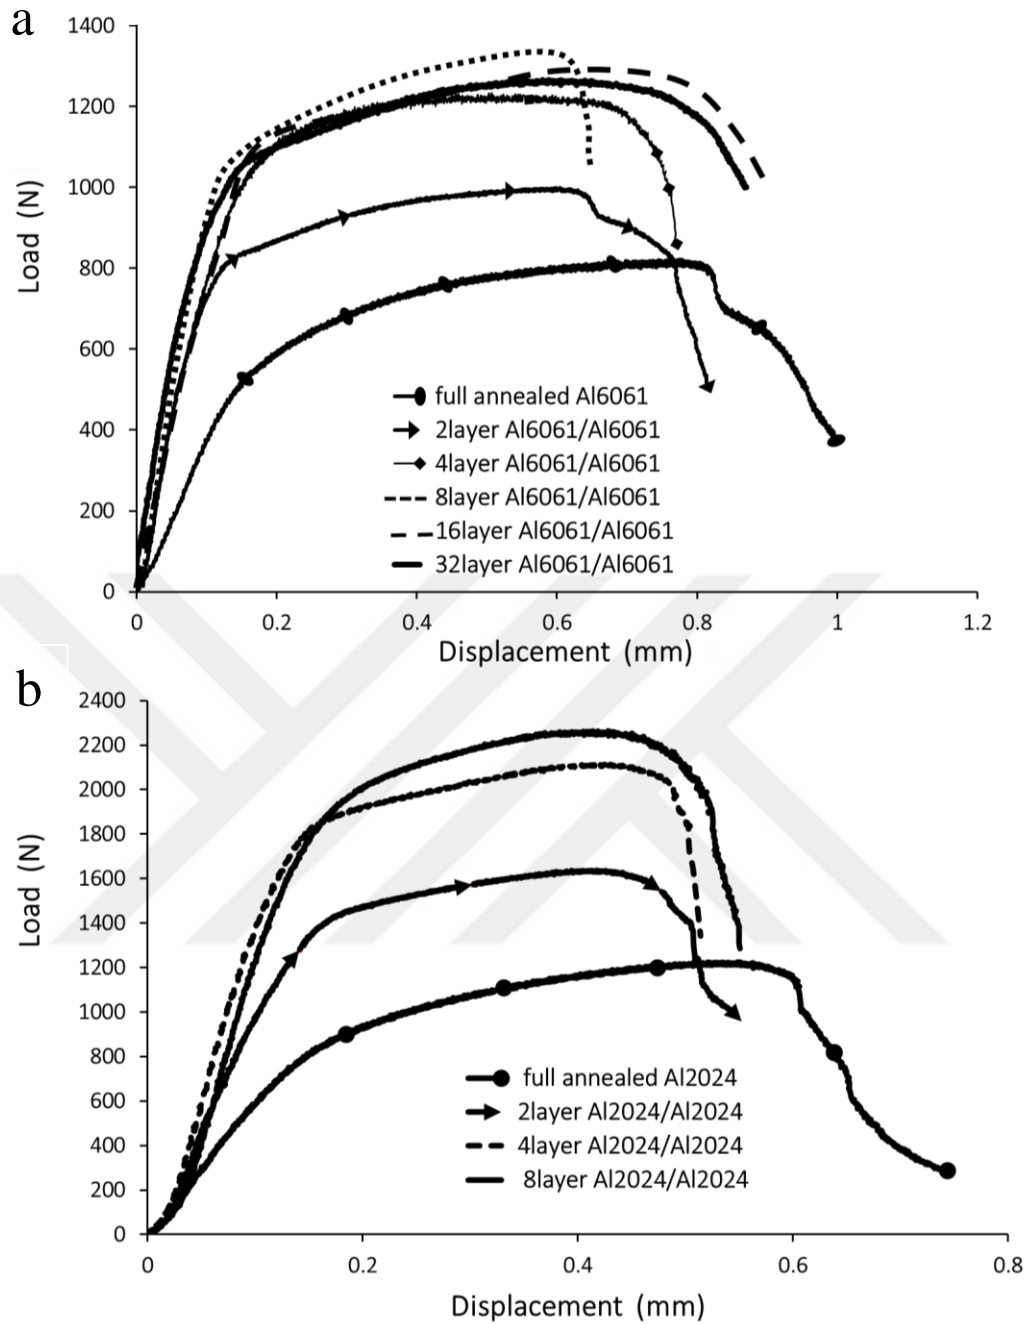 a
1400
1200
1000
800
600
400
200
0
Load (N)
full annealed Al6061
2layer Al6061/Al6061
4layer Al6061/Al6061
8layer Al6061/Al6061
16layer Al6061/Al6061
32layer Al6061/Al6061
0 0.2 0.4 0.6 0.8 1 1.2
Displacement (mm)
b
2400
2200
2000
1800
1600
1400
1200
1000
800
600
400
200
0
Load (N)
full annealed Al2024
2layer Al2024/Al2024
4layer Al2024/Al2024
8layer Al2024/Al2024
0 0.2 0.4 0.6 0.8
Displacement (mm)